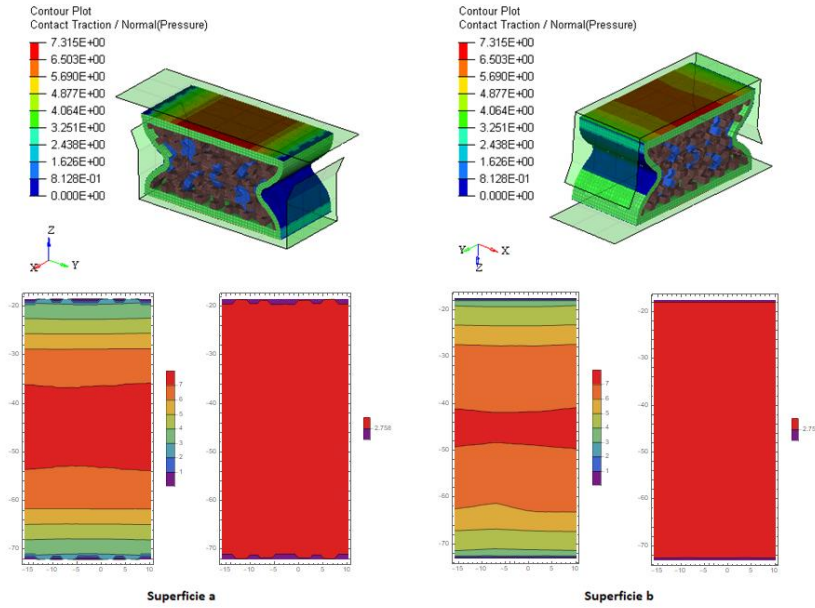 Contour Plot
Contact Traction / Normal(Pressure)
7.315E+00
6.503E+00
5.690E+00
4.877E+00
4.064E+00
3.251E+00
2.438E+00
1.626E+00
8.128E-01
0.000E+00
Z
X Y
Contour Plot
Contact Traction / Normal(Pressure)
7.315E+00
6.503E+00
5.690E+00
4.877E+00
4.064E+00
3.251E+00
2.438E+00
1.626E+00
8.128E-01
0.000E+00
Y X
Z
-20
-30
-40
-50
-60
-70
-15 -10 -5 0 5 10
7
6
5
4
3
2
1
-20
-30
-40
-50
-60
-70
-15 -10 -5 0 5 10
2.758
Superficie a
-20
-30
-40
-50
-60
-70
-15 -10 -5 0 5 10
7
6
5
4
3
2
1
-20
-30
-40
-50
-60
-70
-15 -10 -5 0 5 10
Superficie b